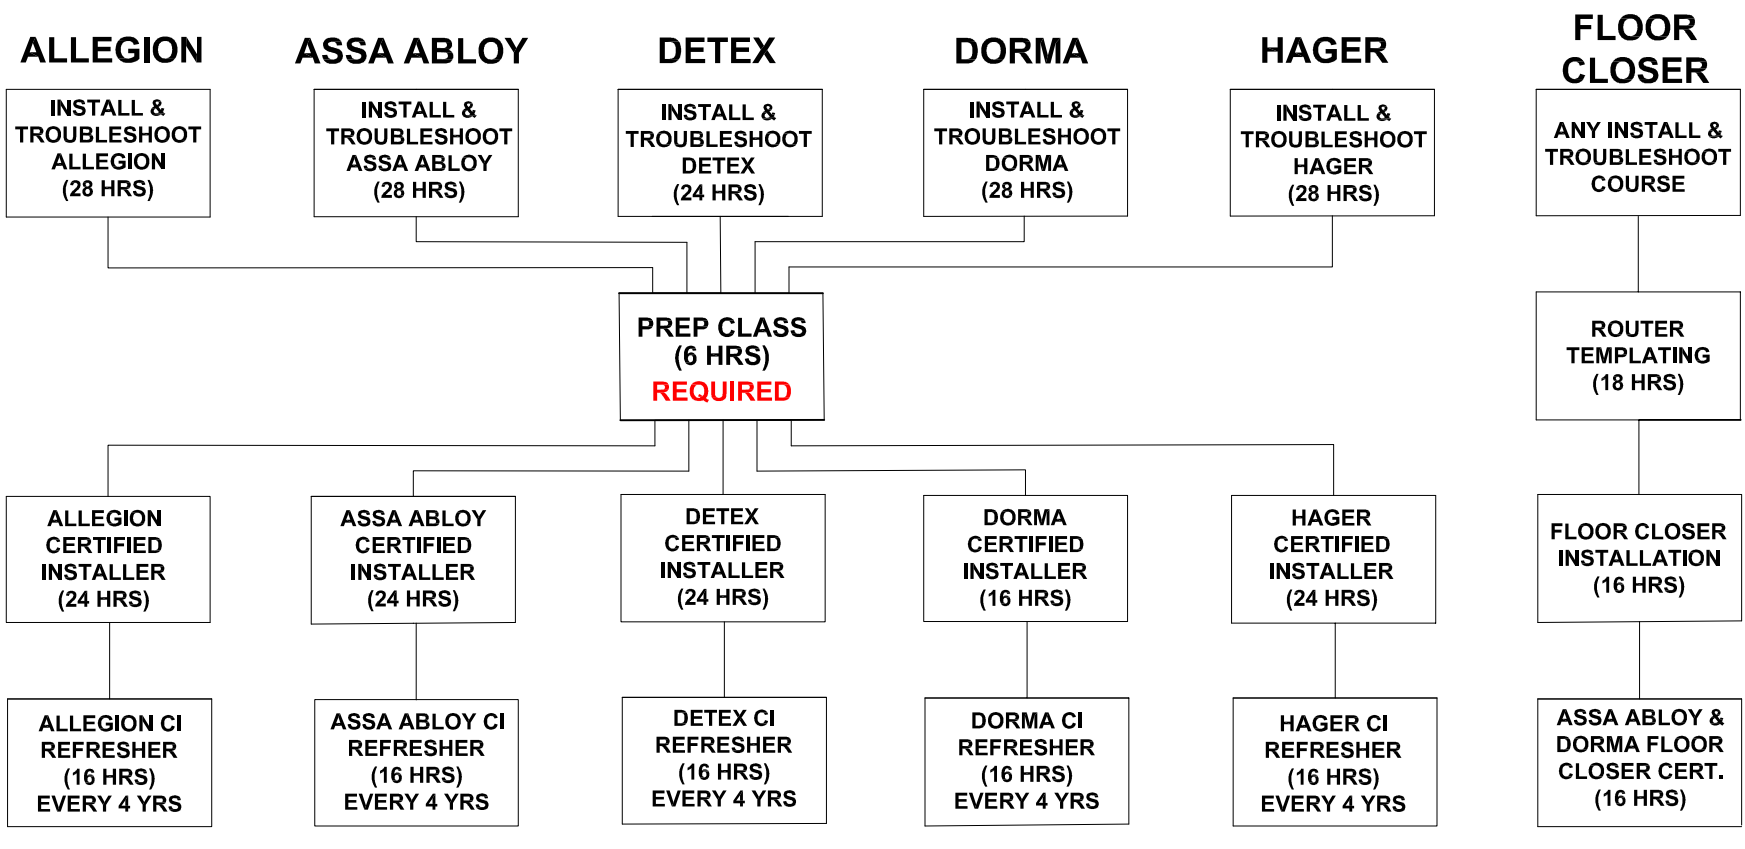 ALLEGION
ASSA ABLOY
DETEX
DORMA
HAGER
FLOOR
CLOSER
INSTALL &
TROUBLESHOOT
ALLEGION
(28 HRS)
INSTALL &
TROUBLESHOOT
ASSA ABLOY
(28 HRS)
INSTALL &
TROUBLESHOOT
DETEX
(24 HRS)
INSTALL &
TROUBLESHOOT
DORMA
(28 HRS)
INSTALL &
TROUBLESHOOT
HAGER
(28 HRS)
ANY INSTALL &
TROUBLESHOOT
COURSE
PREP CLASS
(6 HRS)
REQUIRED
ROUTER
TEMPLATING
(18 HRS)
ALLEGION
CERTIFIED
INSTALLER
(24 HRS)
ASSA ABLOY
CERTIFIED
INSTALLER
(24 HRS)
DETEX
CERTIFIED
INSTALLER
(24 HRS)
DORMA
CERTIFIED
INSTALLER
(16 HRS)
HAGER
CERTIFIED
INSTALLER
(24 HRS)
FLOOR CLOSER
INSTALLATION
(16 HRS)
ALLEGION CI
REFRESHER
(16 HRS)
EVERY 4 YRS
ASSA ABLOY CI
REFRESHER
(16 HRS)
EVERY 4 YRS
DETEX CI
REFRESHER
(16 HRS)
EVERY 4 YRS
DORMA CI
REFRESHER
(16 HRS)
EVERY 4 YRS
HAGER CI
REFRESHER
(16 HRS)
EVERY 4 YRS
ASSA ABLOY &
DORMA FLOOR
CLOSER CERT.
(16 HRS)